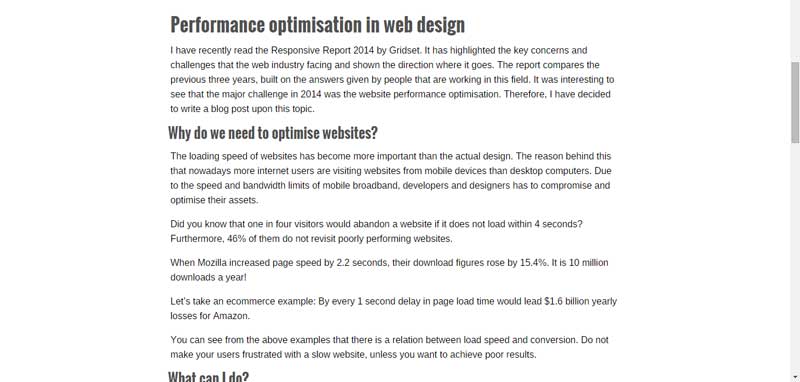 Performance optimisation in web design
I have recently read the Responsive Report 2014 by Gridset. It has highlighted the key concerns and
challenges that the web industry facing and shown the direction where it goes. The report compares the
previous three years, built on the answers given by people that are working in this field. It was interesting to
see that the major challenge in 2014 was the website performance optimisation. Therefore, I have decided
to write a blog post upon this topic.
Why do we need to optimise websites?
The loading speed of websites has become more important than the actual design. The reason behind this
that nowadays more internet users are visiting websites from mobile devices than desktop computers. Due
to the speed and bandwidth limits of mobile broadband, developers and designers has to compromise and
optimise their assets.
Did you know that one in four visitors would abandon a website if it does not load within 4 seconds?
Furthermore, 46% of them do not revisit poorly performing websites.
When Mozilla increased page speed by 2.2 seconds, their download figures rose by 15.4%. It is 10 million
downloads a year!
Let’s take an ecommerce example: By every 1 second delay in page load time would lead $1.6 billion yearly
losses for Amazon.
You can see from the above examples that there is a relation between load speed and conversion. Do not
make your users frustrated with a slow website, unless you want to achieve poor results.
What can I do?